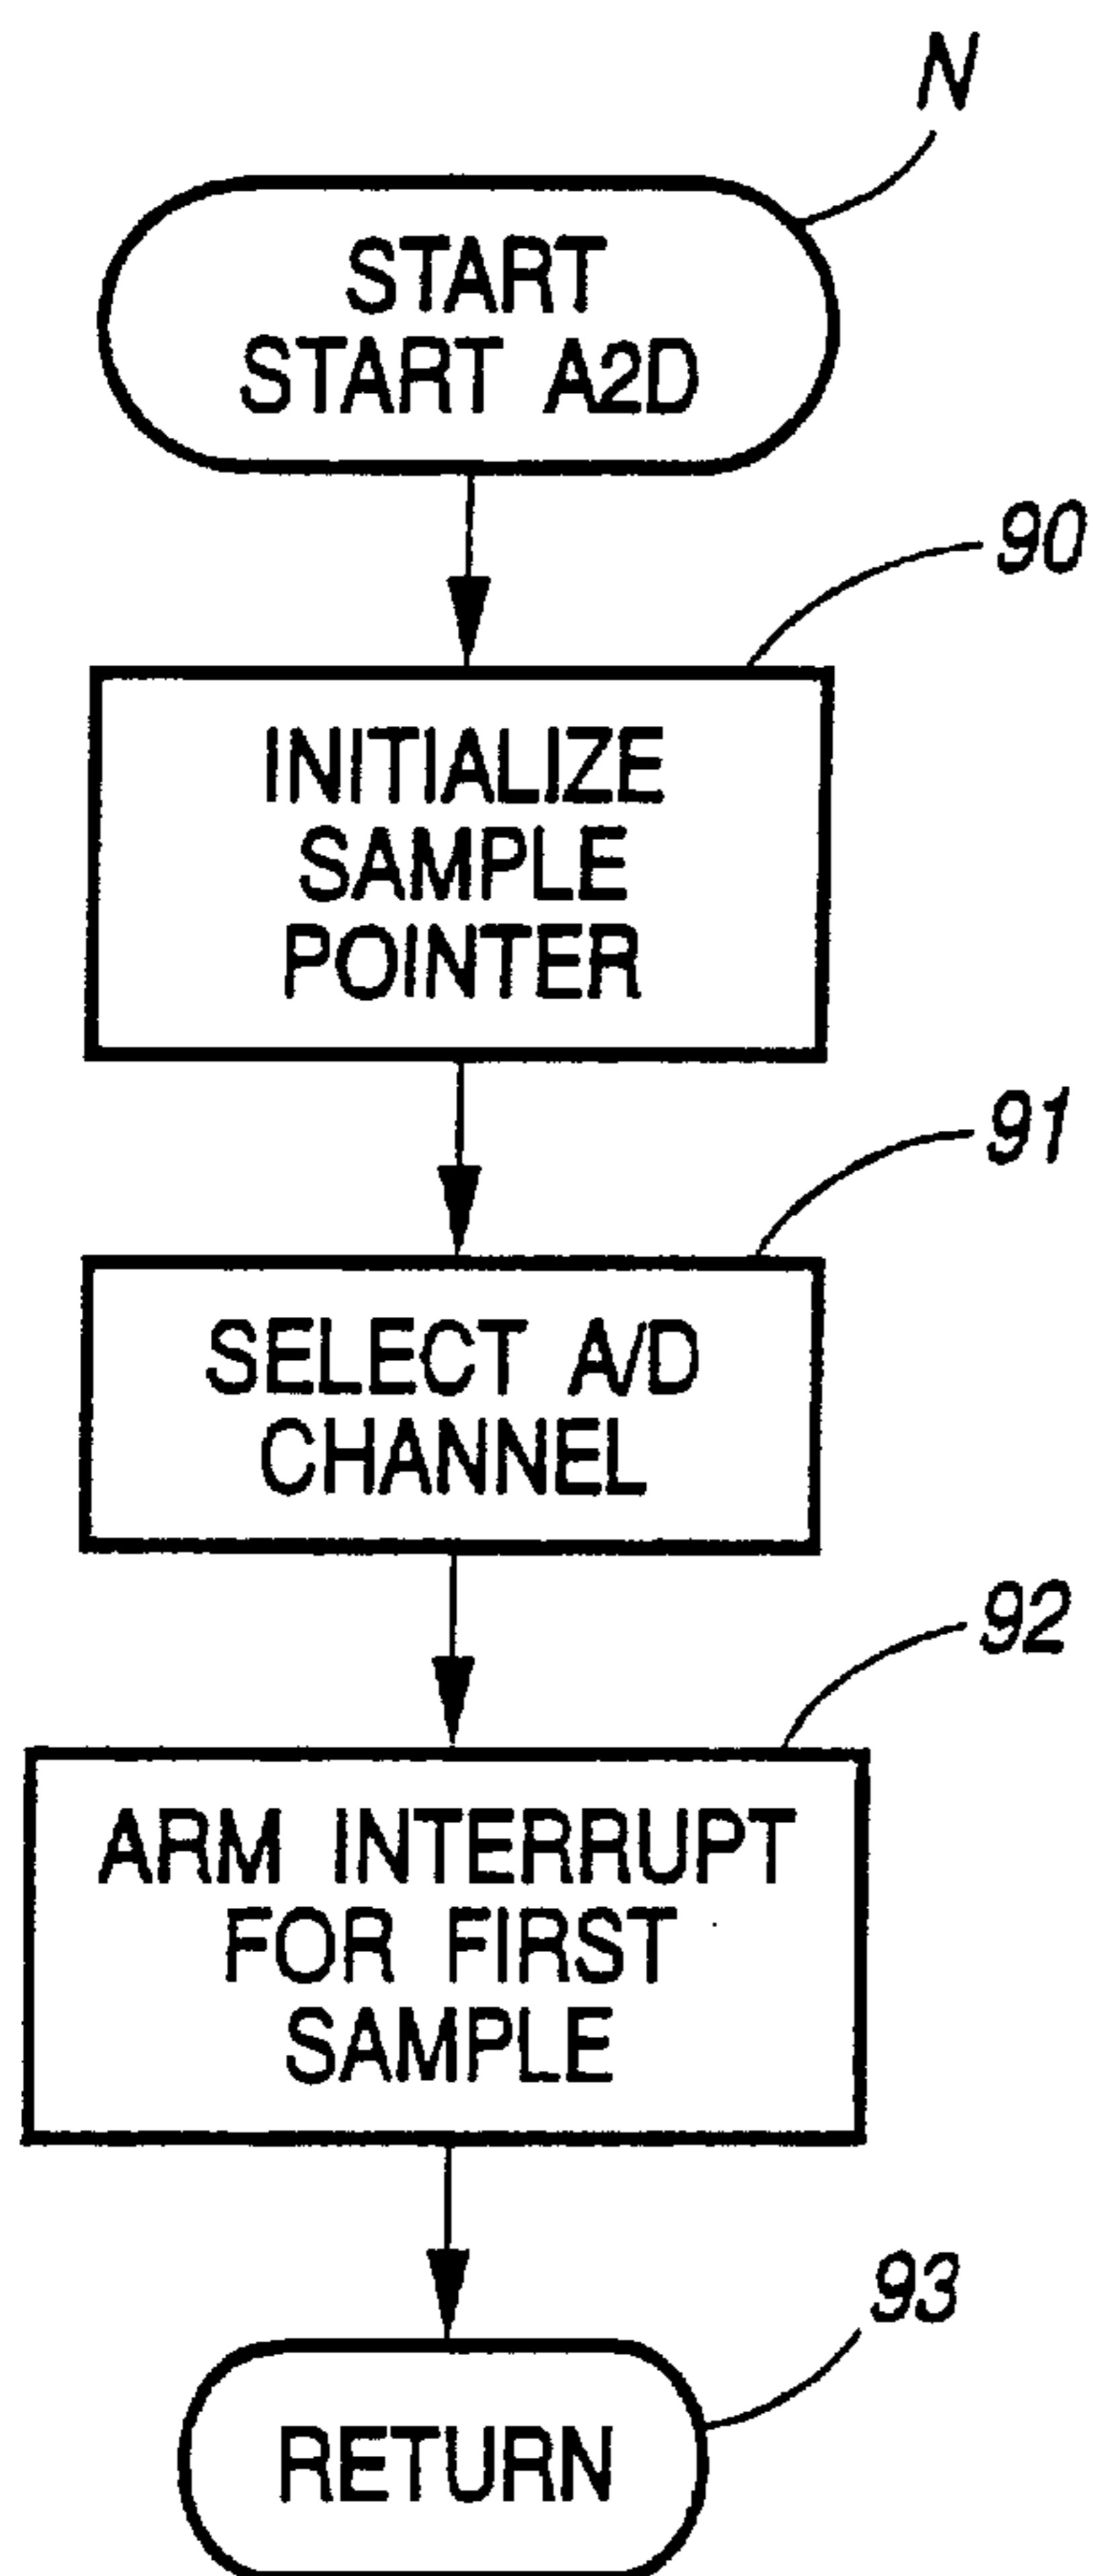 N
START
START A2D
90
INITIALIZE
SAMPLE
POINTER
91
SELECT A/D
CHANNEL
92
ARM INTERRUPT
FOR FIRST
SAMPLE
93
RETURN